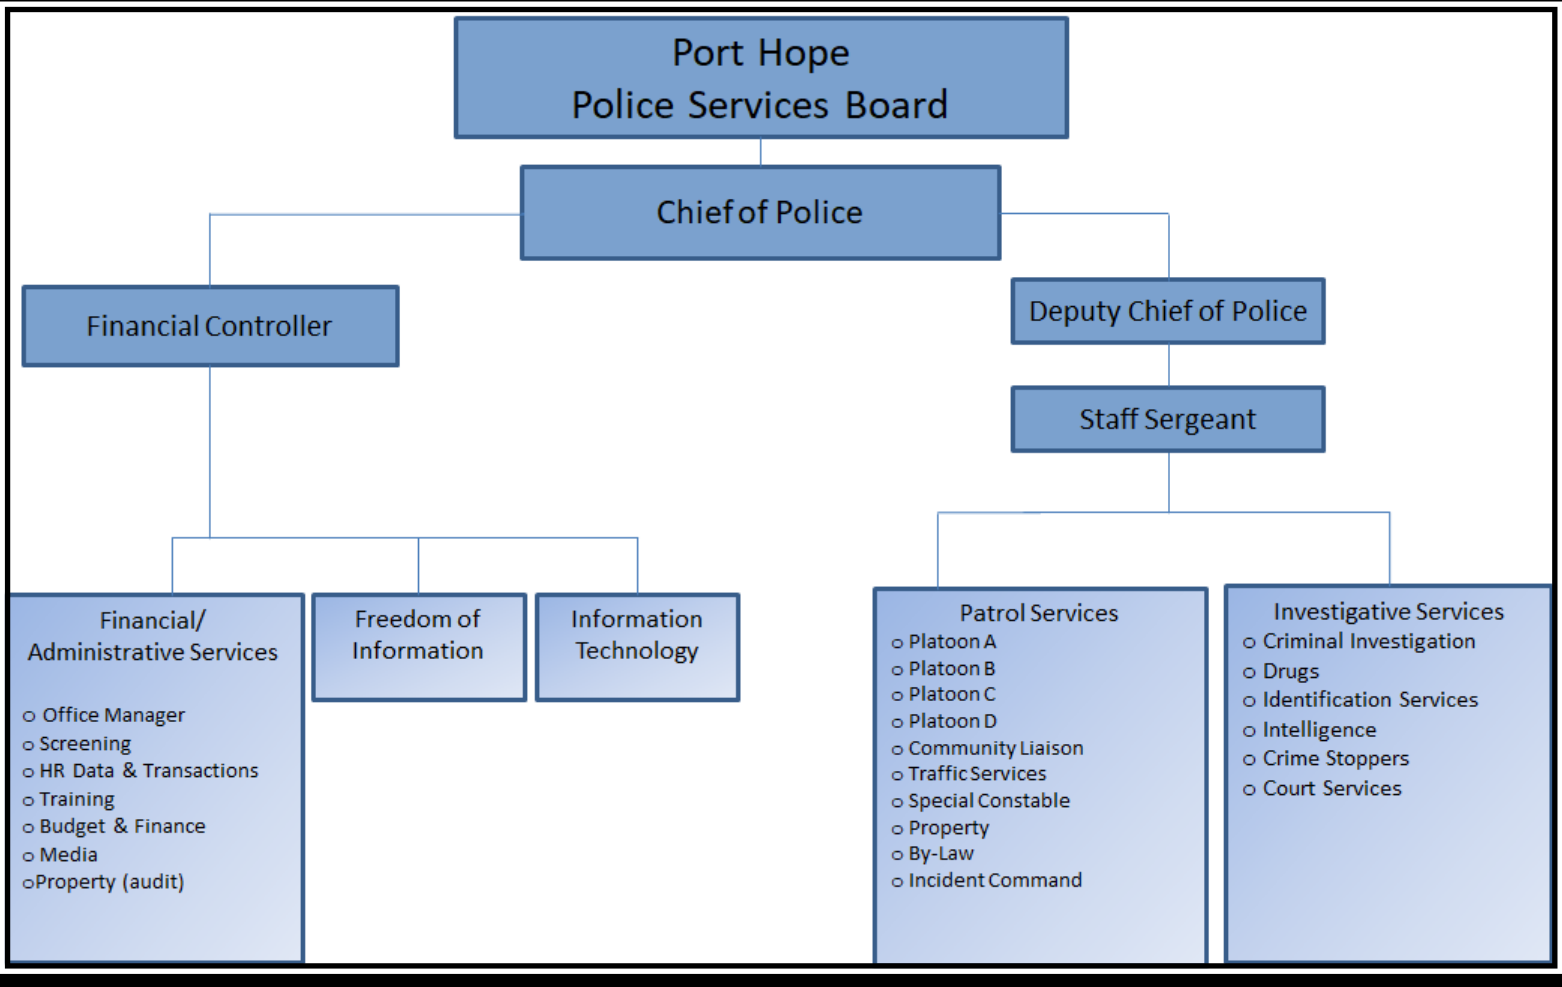 Port Hope
Police Services Board
Chief of Police
Financial Controller
Deputy Chief of Police
Staff Sergeant
Financial/
Administrative Services
o Office Manager
o Screening
o HR Data & Transactions
o Training
o Budget & Finance
o Media
oProperty (audit)
Freedom of
Information
Information
Technology
Patrol Services
o Platoon A
o Platoon B
o Platoon C
o Platoon D
o Community Liaison
o Traffic Services
o Special Constable
o Property
o By-Law
o Incident Command
Investigative Services
o Criminal Investigation
o Drugs
o Identification Services
o Intelligence
o Crime Stoppers
o Court Services